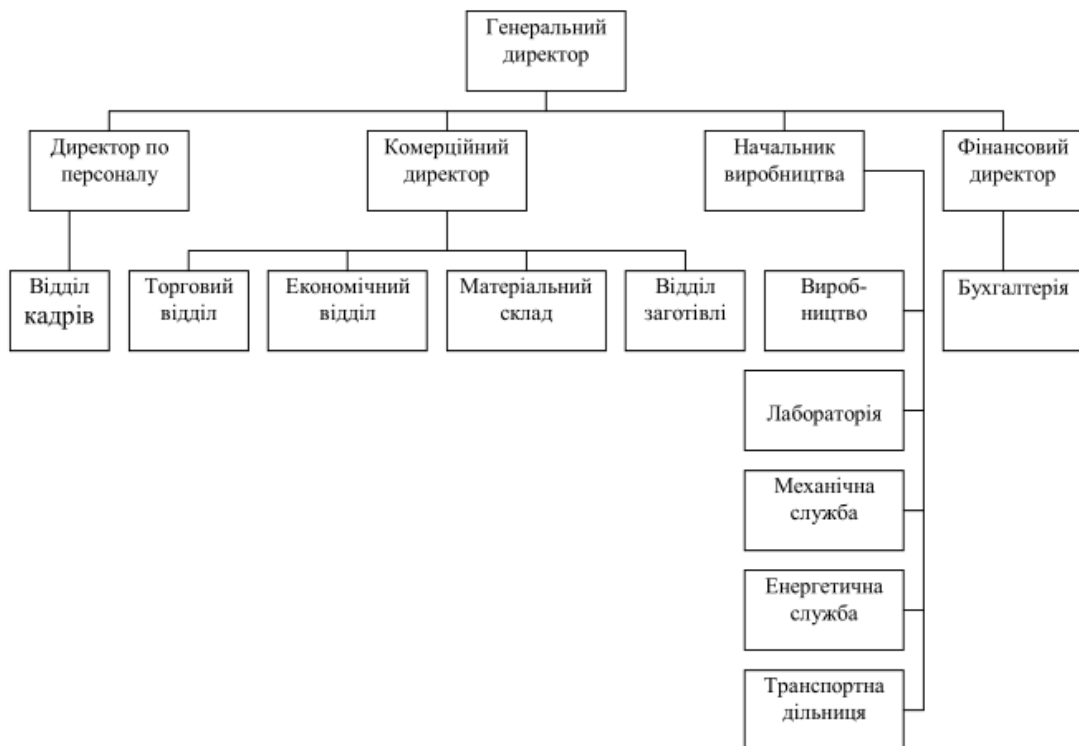 Генеральний
директор
Директор по
персоналу
Комерційний
директор
Начальник
виробництва
Фінансовий
директор
Відділ
кадрів
Торговий
відділ
Економічний
відділ
Матеріальний
склад
Відділ
заготівлі
Вироб-
ництво
Бухгалтерія
Лабораторія
Механічна
служба
Енергетична
служба
Транспортна
дільниця